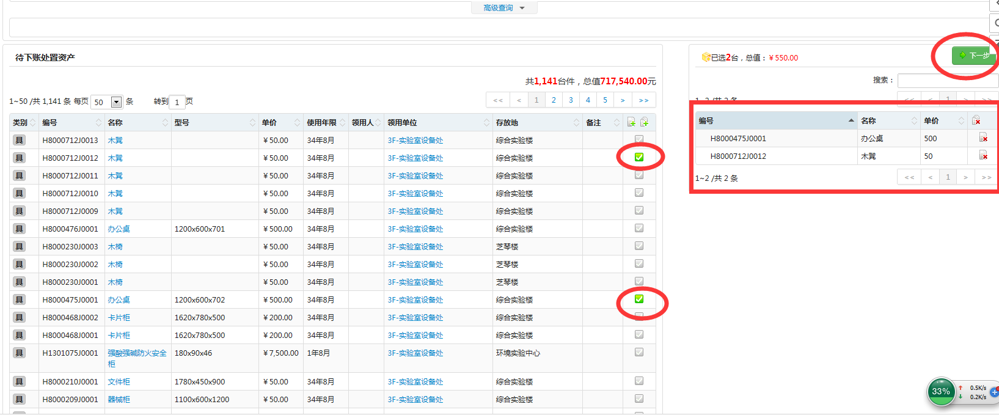 高级查询
待下账处置资产
共1,141台件，总值717,540.00元
1~50 /共 1,141 条 每页 50 条 转到 1 页
<< < 1 2 3 4 5 > >>
类别 编号 名称 型号 单价 使用年限 领用人 领用单位 存放地 备注
具 H8000712J0013 木凳 ￥50.00 34年8月 3F-实验室设备处 综合实验楼
具 H8000712J0012 木凳 ￥50.00 34年8月 3F-实验室设备处 综合实验楼
具 H8000712J0011 木凳 ￥50.00 34年8月 3F-实验室设备处 综合实验楼
具 H8000712J0010 木凳 ￥50.00 34年8月 3F-实验室设备处 综合实验楼
具 H8000712J0009 木凳 ￥50.00 34年8月 3F-实验室设备处 综合实验楼
具 H8000476J0001 办公桌 1200x600x701 ￥500.00 34年8月 3F-实验室设备处 综合实验楼
具 H8000230J0003 木椅 ￥50.00 34年8月 3F-实验室设备处 芝琴楼
具 H8000230J0002 木椅 ￥50.00 34年8月 3F-实验室设备处 芝琴楼
具 H8000230J0001 木椅 ￥50.00 34年8月 3F-实验室设备处 芝琴楼
具 H8000475J0001 办公桌 1200x600x702 ￥500.00 34年8月 3F-实验室设备处 综合实验楼
具 H8000468J0002 卡片柜 1620x780x500 ￥200.00 34年8月 3F-实验室设备处 综合实验楼
具 H8000468J0001 卡片柜 1620x780x500 ￥200.00 34年8月 3F-实验室设备处 综合实验楼
具 H1301075J0001 强酸强碱防火安全 180x90x46 ￥7,500.00 1年8月 3F-实验室设备处 环境实验中心
柜
具 H8000210J0001 文件柜 1780x450x900 ￥50.00 34年8月 3F-实验室设备处 综合实验楼
具 H8000209J0001 器械柜 1100x600x1200 ￥50.00 34年8月 3F-实验室设备处 综合实验楼
已选2台，总值：￥550.00
下一步
搜索：
1~2 /共 2 条 << < 1 > >>
编号 名称 单价
H8000475J0001 办公桌 500
H8000712J0012 木凳 50
1~2 /共 2 条 << < 1 > >>
33% 0.5K/s
0.2K/s